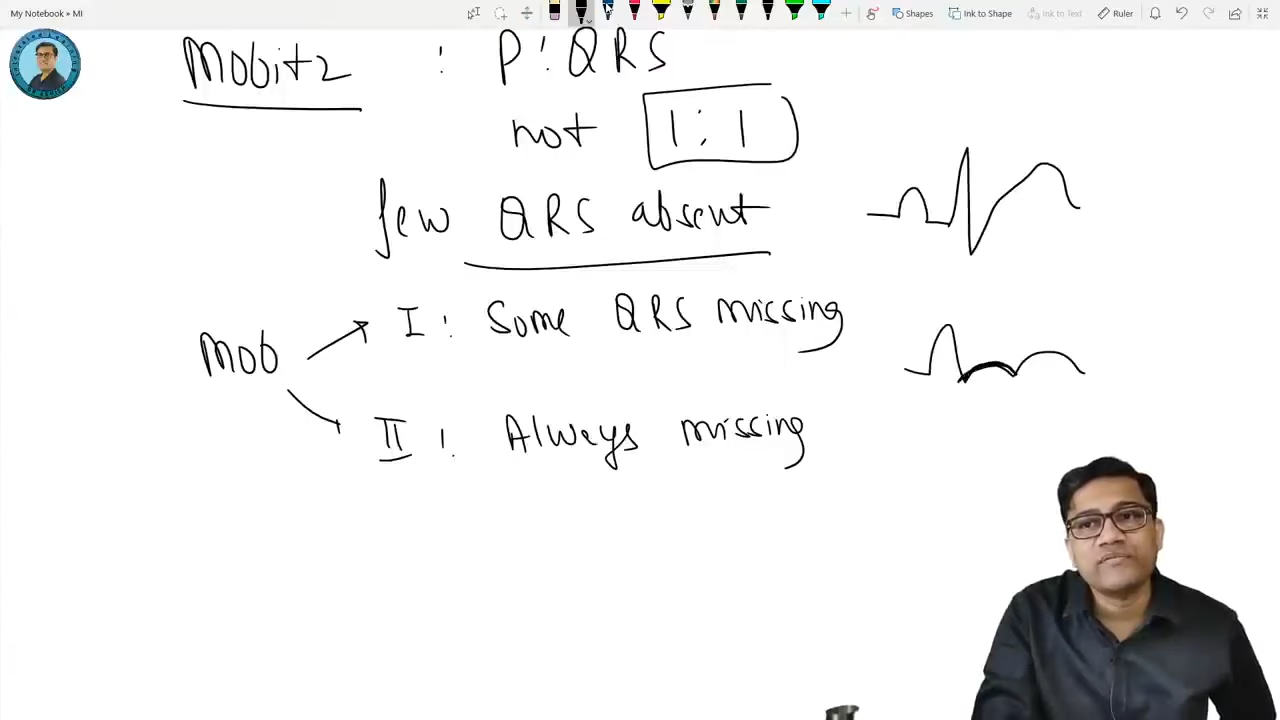 My Notebook » MI
Shapes
Ink to Shape
Ink to Text
Ruler
Mobitz : P : QRS
not 1 : 1
few QRS absent
Mob
I : Some QRS missing
II : Always missing